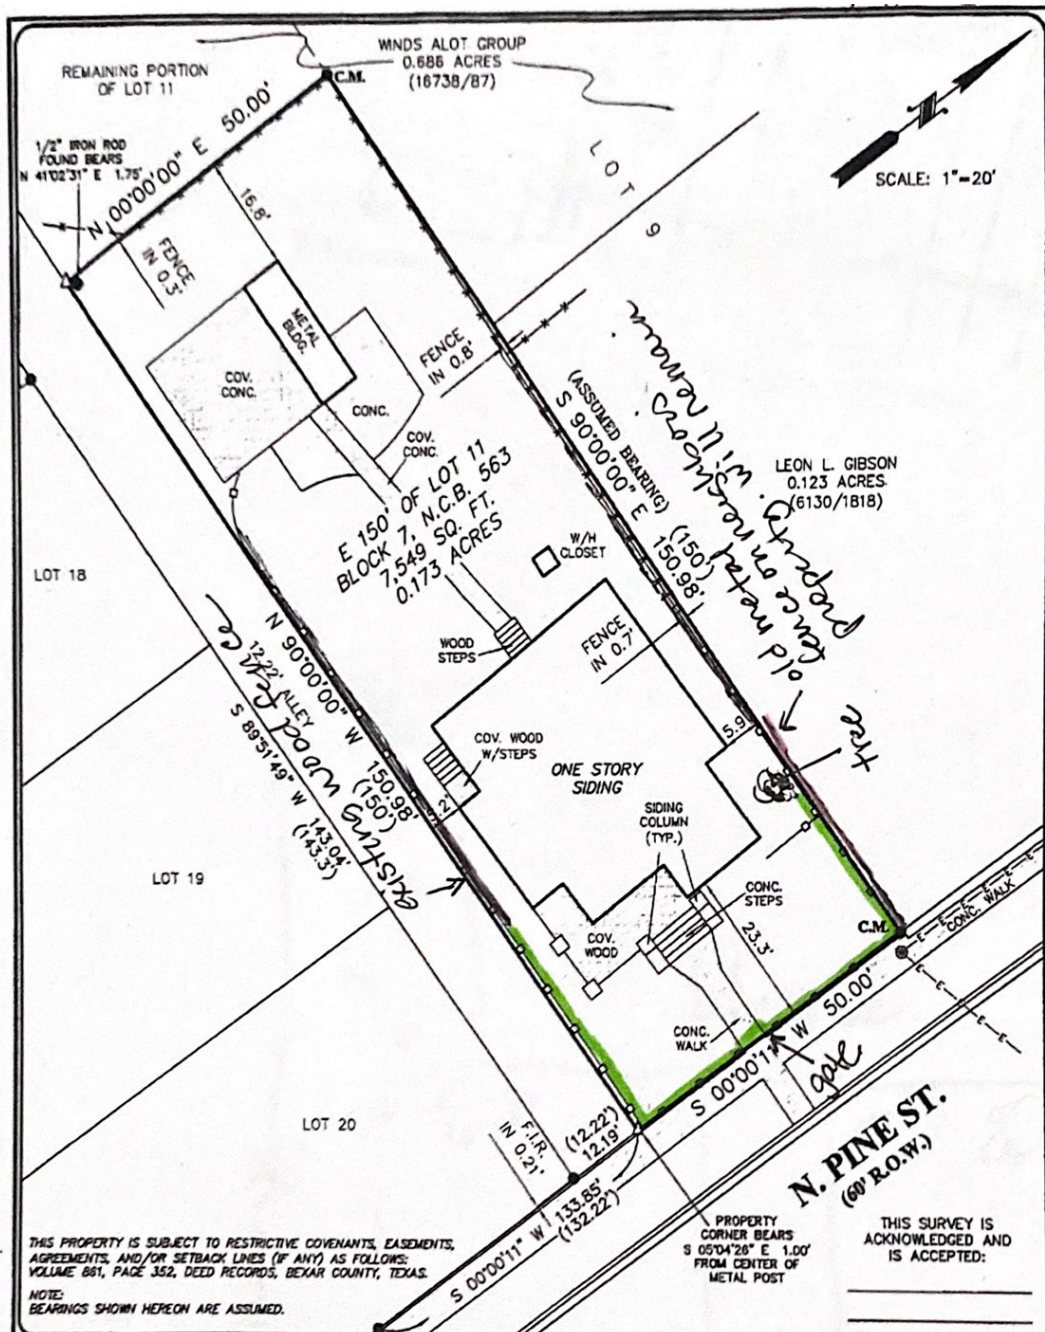 WINDS ALOT GROUP
0.686 ACRES
(16738/87)
REMAINING PORTION
OF LOT 11
C.M.
1/2" IRON ROD
FOUND BEARS
N 41°02'31" E 1.75'
N 00°00'00" E 50.00'
SCALE: 1"=20'
LOT 9
16.8'
FENCE
IN 0.3'
METAL
BLDG.
COV.
CONC.
CONC.
COV.
CONC.
FENCE
IN 0.8'
(ASSUMED BEARING)
S 90°00'00" E
(150')
150.98'
old metal
fence on neighbors'
property. will remain.
LEON L. GIBSON
0.123 ACRES
(6130/1818)
E 150' OF LOT 11
BLOCK 7, N.C.B. 563
7,549 SQ. FT.
0.173 ACRES
W/H
CLOSET
LOT 18
WOOD
STEPS
FENCE
IN 0.7'
N 90°00'00" W 150.98'
(150')
12.22' ALLEY
S 89°51'49" W 143.04'
(143.3')
existing wood fence
COV. WOOD
W/STEPS
ONE STORY
SIDING
5.9'
tree
SIDING
COLUMN
(TYP.)
.2'
LOT 19
CONC.
STEPS
23.3'
C.M.
CONC. WALK
E E E E E
E E
COV.
WOOD
CONC.
WALK
S 00°00'11" W 50.00'
gate
LOT 20
F.I.R.
IN 0.21'
(12.22')
12.19'
N. PINE ST.
(60' R.O.W.)
S 00°00'11" W 133.85'
(132.22')
PROPERTY
CORNER BEARS
S 05°04'26" E 1.00'
FROM CENTER OF
METAL POST
THIS SURVEY IS
ACKNOWLEDGED AND
IS ACCEPTED:
THIS PROPERTY IS SUBJECT TO RESTRICTIVE COVENANTS, EASEMENTS,
AGREEMENTS, AND/OR SETBACK LINES (IF ANY) AS FOLLOWS:
VOLUME 861, PAGE 352, DEED RECORDS, BEXAR COUNTY, TEXAS.
NOTE:
BEARINGS SHOWN HEREON ARE ASSUMED.